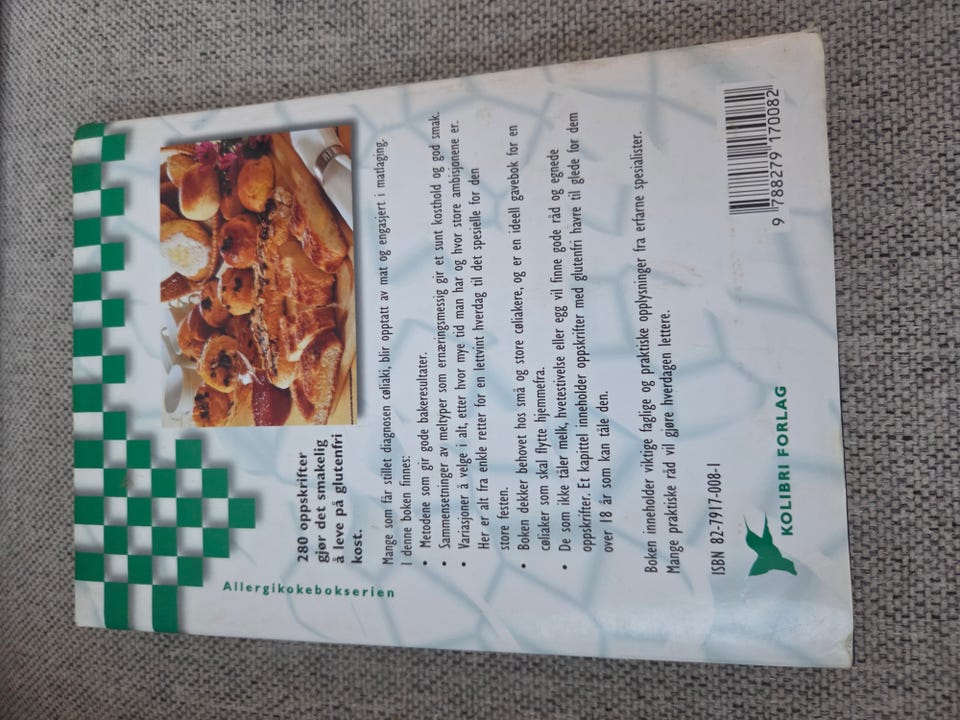 Allergikokebokserien
280 oppskrifter
gjør det smakelig
å leve på glutenfri
kost.
Mange som får stillet diagnosen cøliaki, blir opptatt av mat og engasjert i matlaging.
I denne boken finnes:
• Metodene som gir gode bakeresultater.
• Sammensetninger av meltyper som ernæringsmessig gir et sunt kosthold og god smak.
• Variasjoner å velge i alt, etter hvor mye tid man har og hvor store ambisjonene er.
Her er alt fra enkle retter for en lettvint hverdag til det spesielle for den
store festen.
• Boken dekker behovet hos små og store cøliakere, og er en ideell gavebok for en
cøliaker som skal flytte hjemmefra.
• De som ikke tåler melk, hvetestivelse eller egg vil finne gode råd og egnede
oppskrifter. Et kapittel inneholder oppskrifter med glutenfri havre til glede for dem
over 18 år som kan tåle den.
Boken inneholder viktige faglige og praktiske opplysninger fra erfarne spesialister.
Mange praktiske råd vil gjøre hverdagen lettere.
ISBN 82-7917-008-1
KOLIBRI FORLAG
9 788279 170082